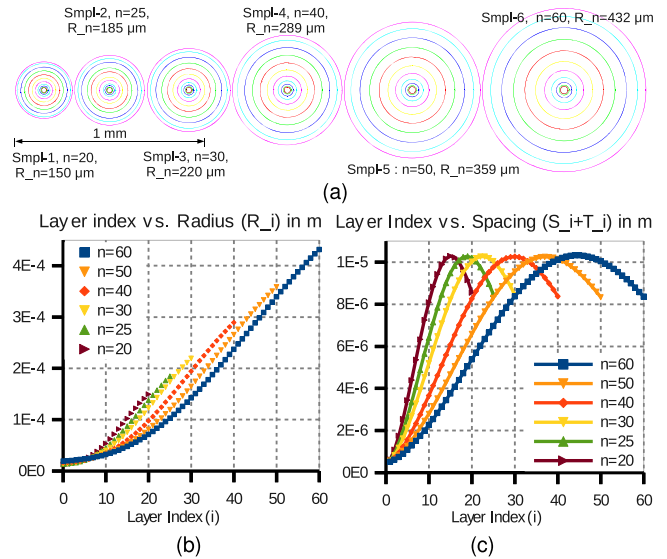 Smpl-2, n=25,
R_n=185 µm
Smpl-4, n=40,
R_n=289 µm
Smpl-6, n=60, R_n=432 µm
1 mm
Smpl-1, n=20,
R_n=150 µm
Smpl-3, n=30,
R_n=220 µm
Smpl-5 : n=50, R_n=359 µm
(a)
Layer index vs. Radius (R_i) in m
4E-4
3E-4
2E-4
1E-4
0E0
n=60
n=50
n=40
n=30
n=25
n=20
0 10 20 30 40 50 60
Layer Index(i)
(b)
Layer Index vs. Spacing (S_i+T_i) in m
1E-5
8E-6
6E-6
4E-6
2E-6
0E0
n=60
n=50
n=40
n=30
n=25
n=20
0 10 20 30 40 50 60
Layer Index(i)
(c)